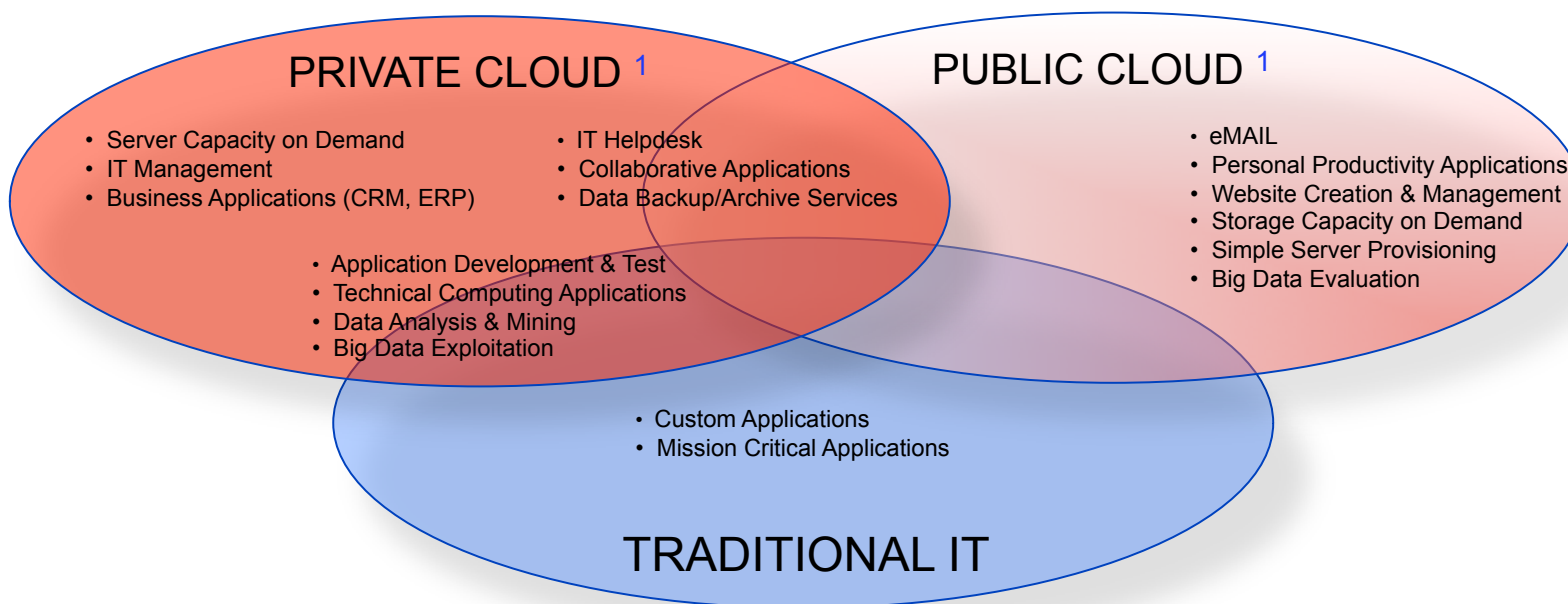 PRIVATE CLOUD 1
• Server Capacity on Demand
• IT Management
• Business Applications (CRM, ERP)
• IT Helpdesk
• Collaborative Applications
• Data Backup/Archive Services
• Application Development & Test
• Technical Computing Applications
• Data Analysis & Mining
• Big Data Exploitation
PUBLIC CLOUD 1
• eMAIL
• Personal Productivity Applications
• Website Creation & Management
• Storage Capacity on Demand
• Simple Server Provisioning
• Big Data Evaluation
• Custom Applications
• Mission Critical Applications
TRADITIONAL IT